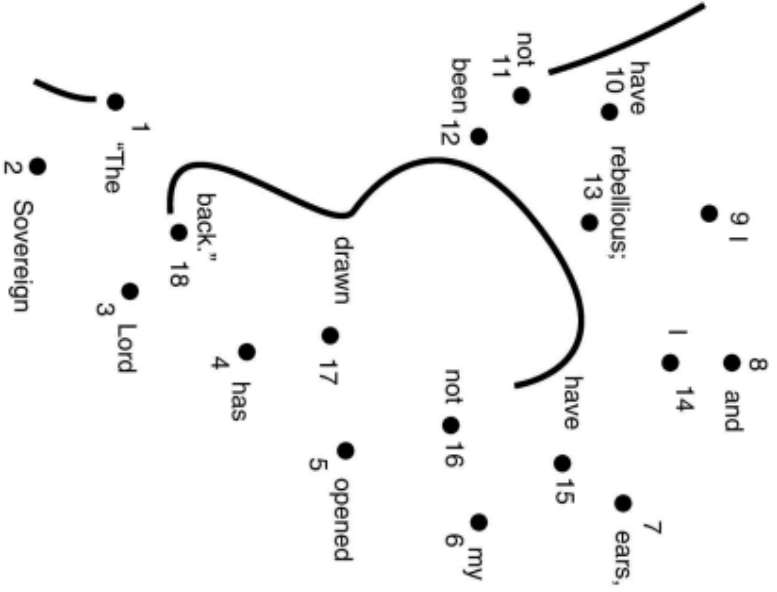 1 “The
2 Sovereign
3 Lord
4 has
5 opened
6 my
7 ears,
8 and
9 I
10 have
11 not
12 been
13 rebellious;
14 I
15 have
16 not
17 drawn
18 back.”